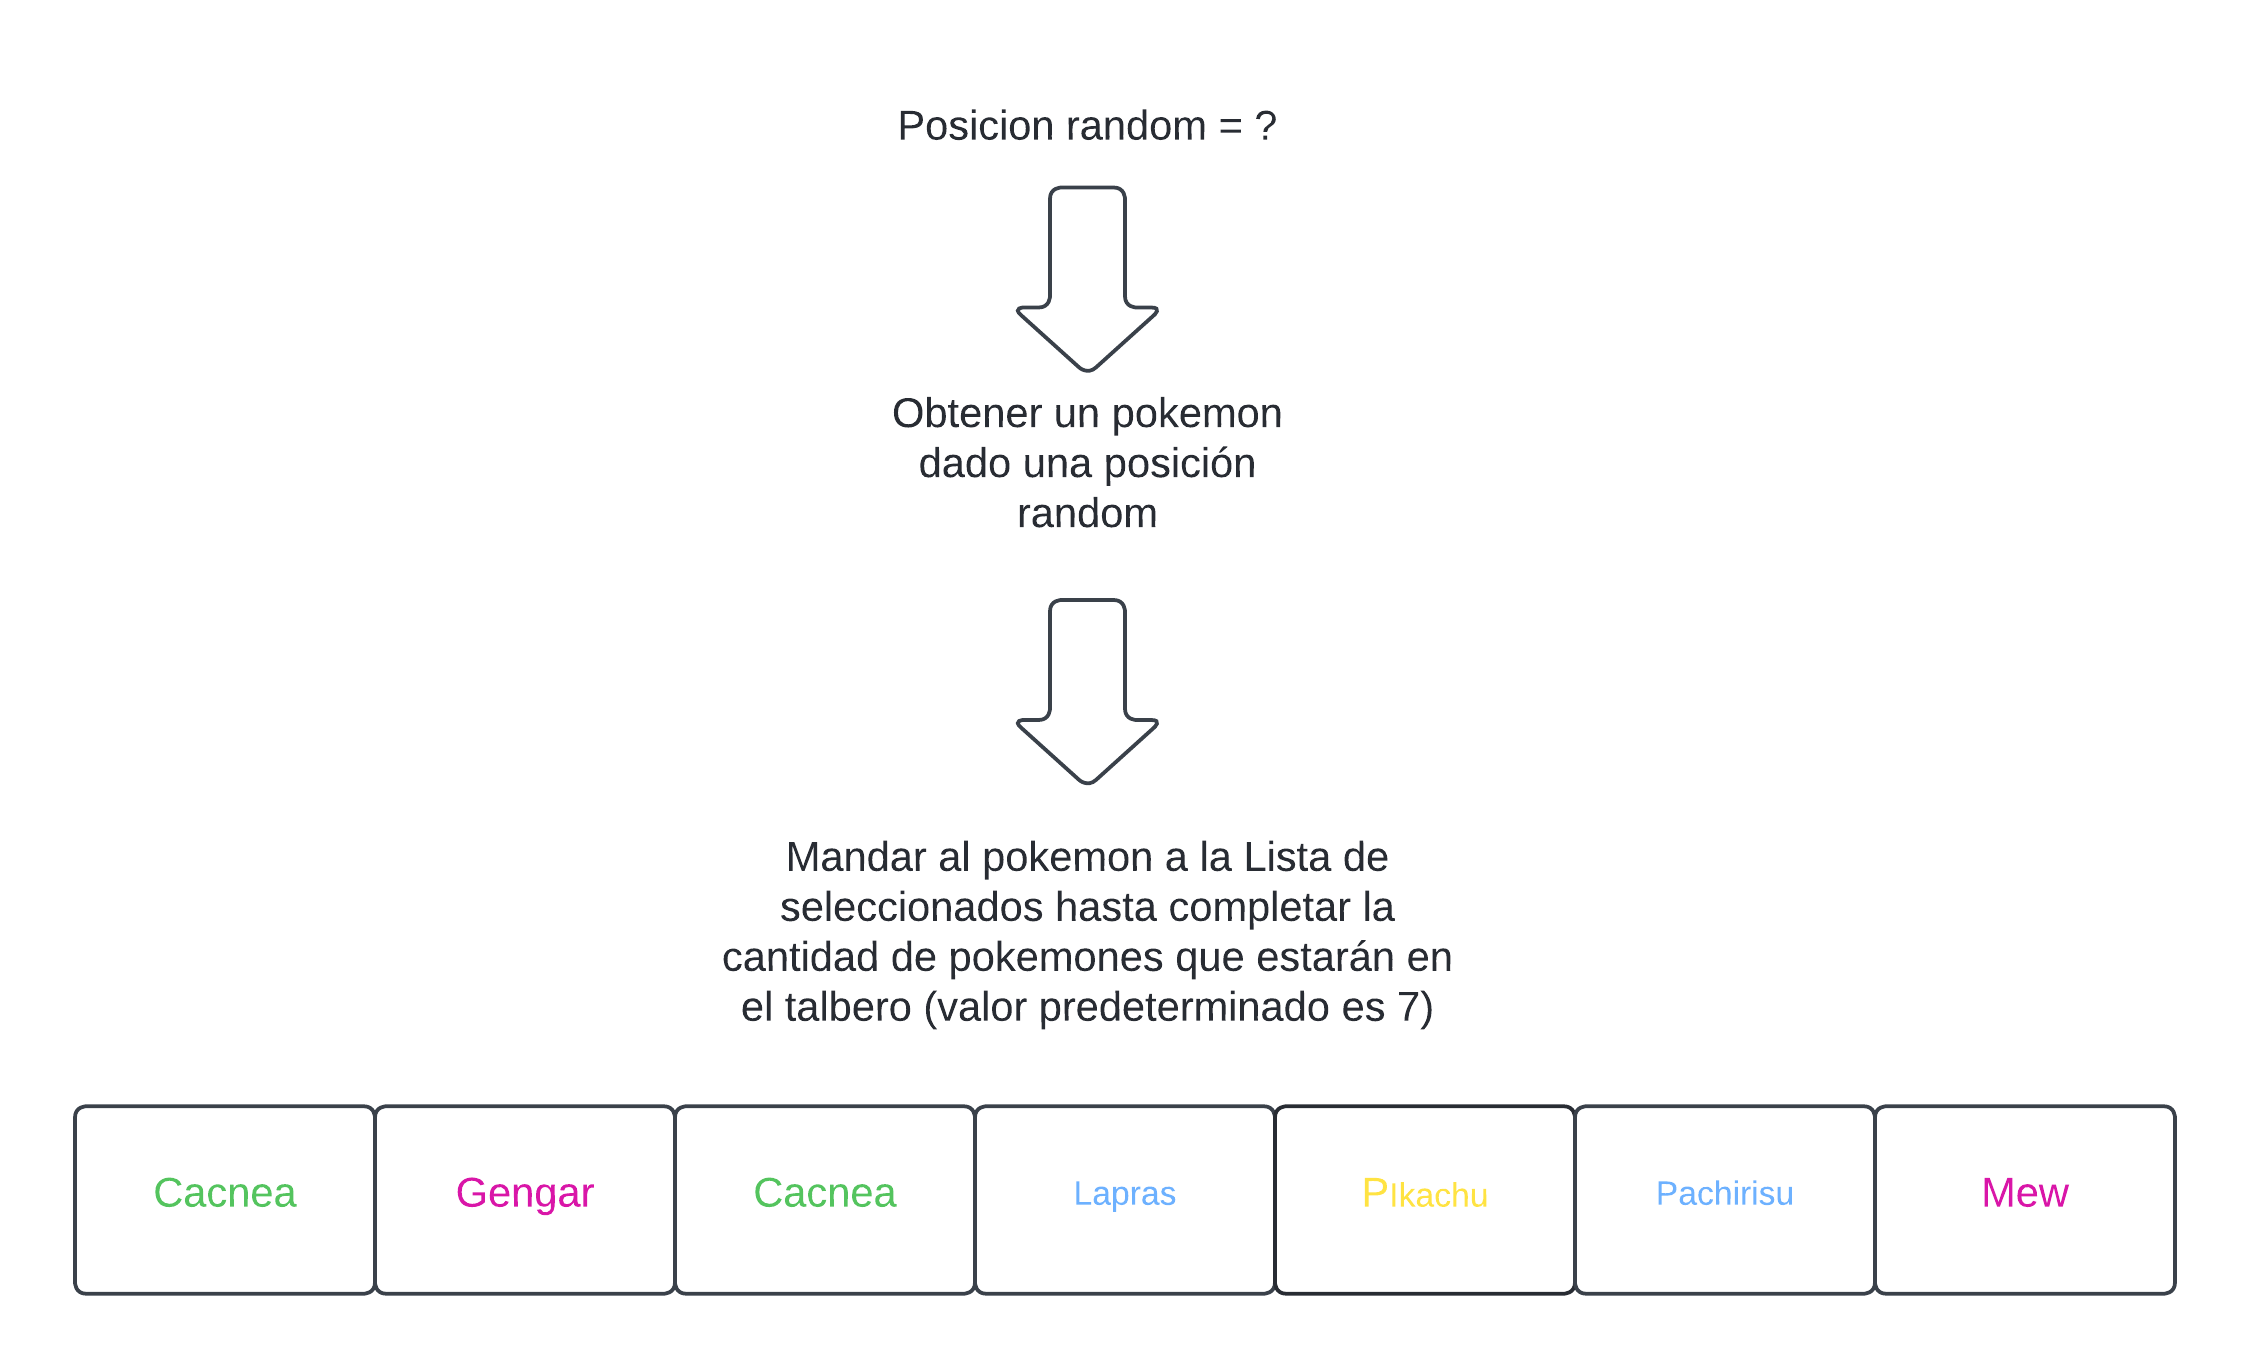 Posicion random = ?
Obtener un pokemon
dado una posición
random
Mandar al pokemon a la Lista de
seleccionados hasta completar la
cantidad de pokemones que estarán en
el talbero (valor predeterminado es 7)
Cacnea Gengar Cacnea Lapras PIkachu Pachirisu Mew